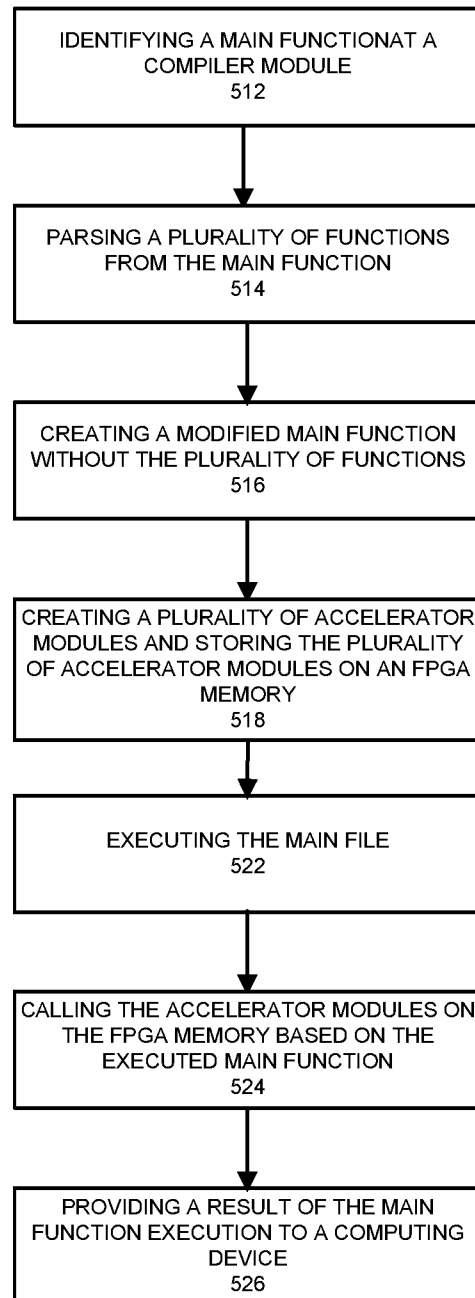 IDENTIFYING A MAIN FUNCTIONAT A
COMPILER MODULE
512
PARSING A PLURALITY OF FUNCTIONS
FROM THE MAIN FUNCTION
514
CREATING A MODIFIED MAIN FUNCTION
WITHOUT THE PLURALITY OF FUNCTIONS
516
CREATING A PLURALITY OF ACCELERATOR
MODULES AND STORING THE PLURALITY
OF ACCELERATOR MODULES ON AN FPGA
MEMORY
518
EXECUTING THE MAIN FILE
522
CALLING THE ACCELERATOR MODULES ON
THE FPGA MEMORY BASED ON THE
EXECUTED MAIN FUNCTION
524
PROVIDING A RESULT OF THE MAIN
FUNCTION EXECUTION TO A COMPUTING
DEVICE
526